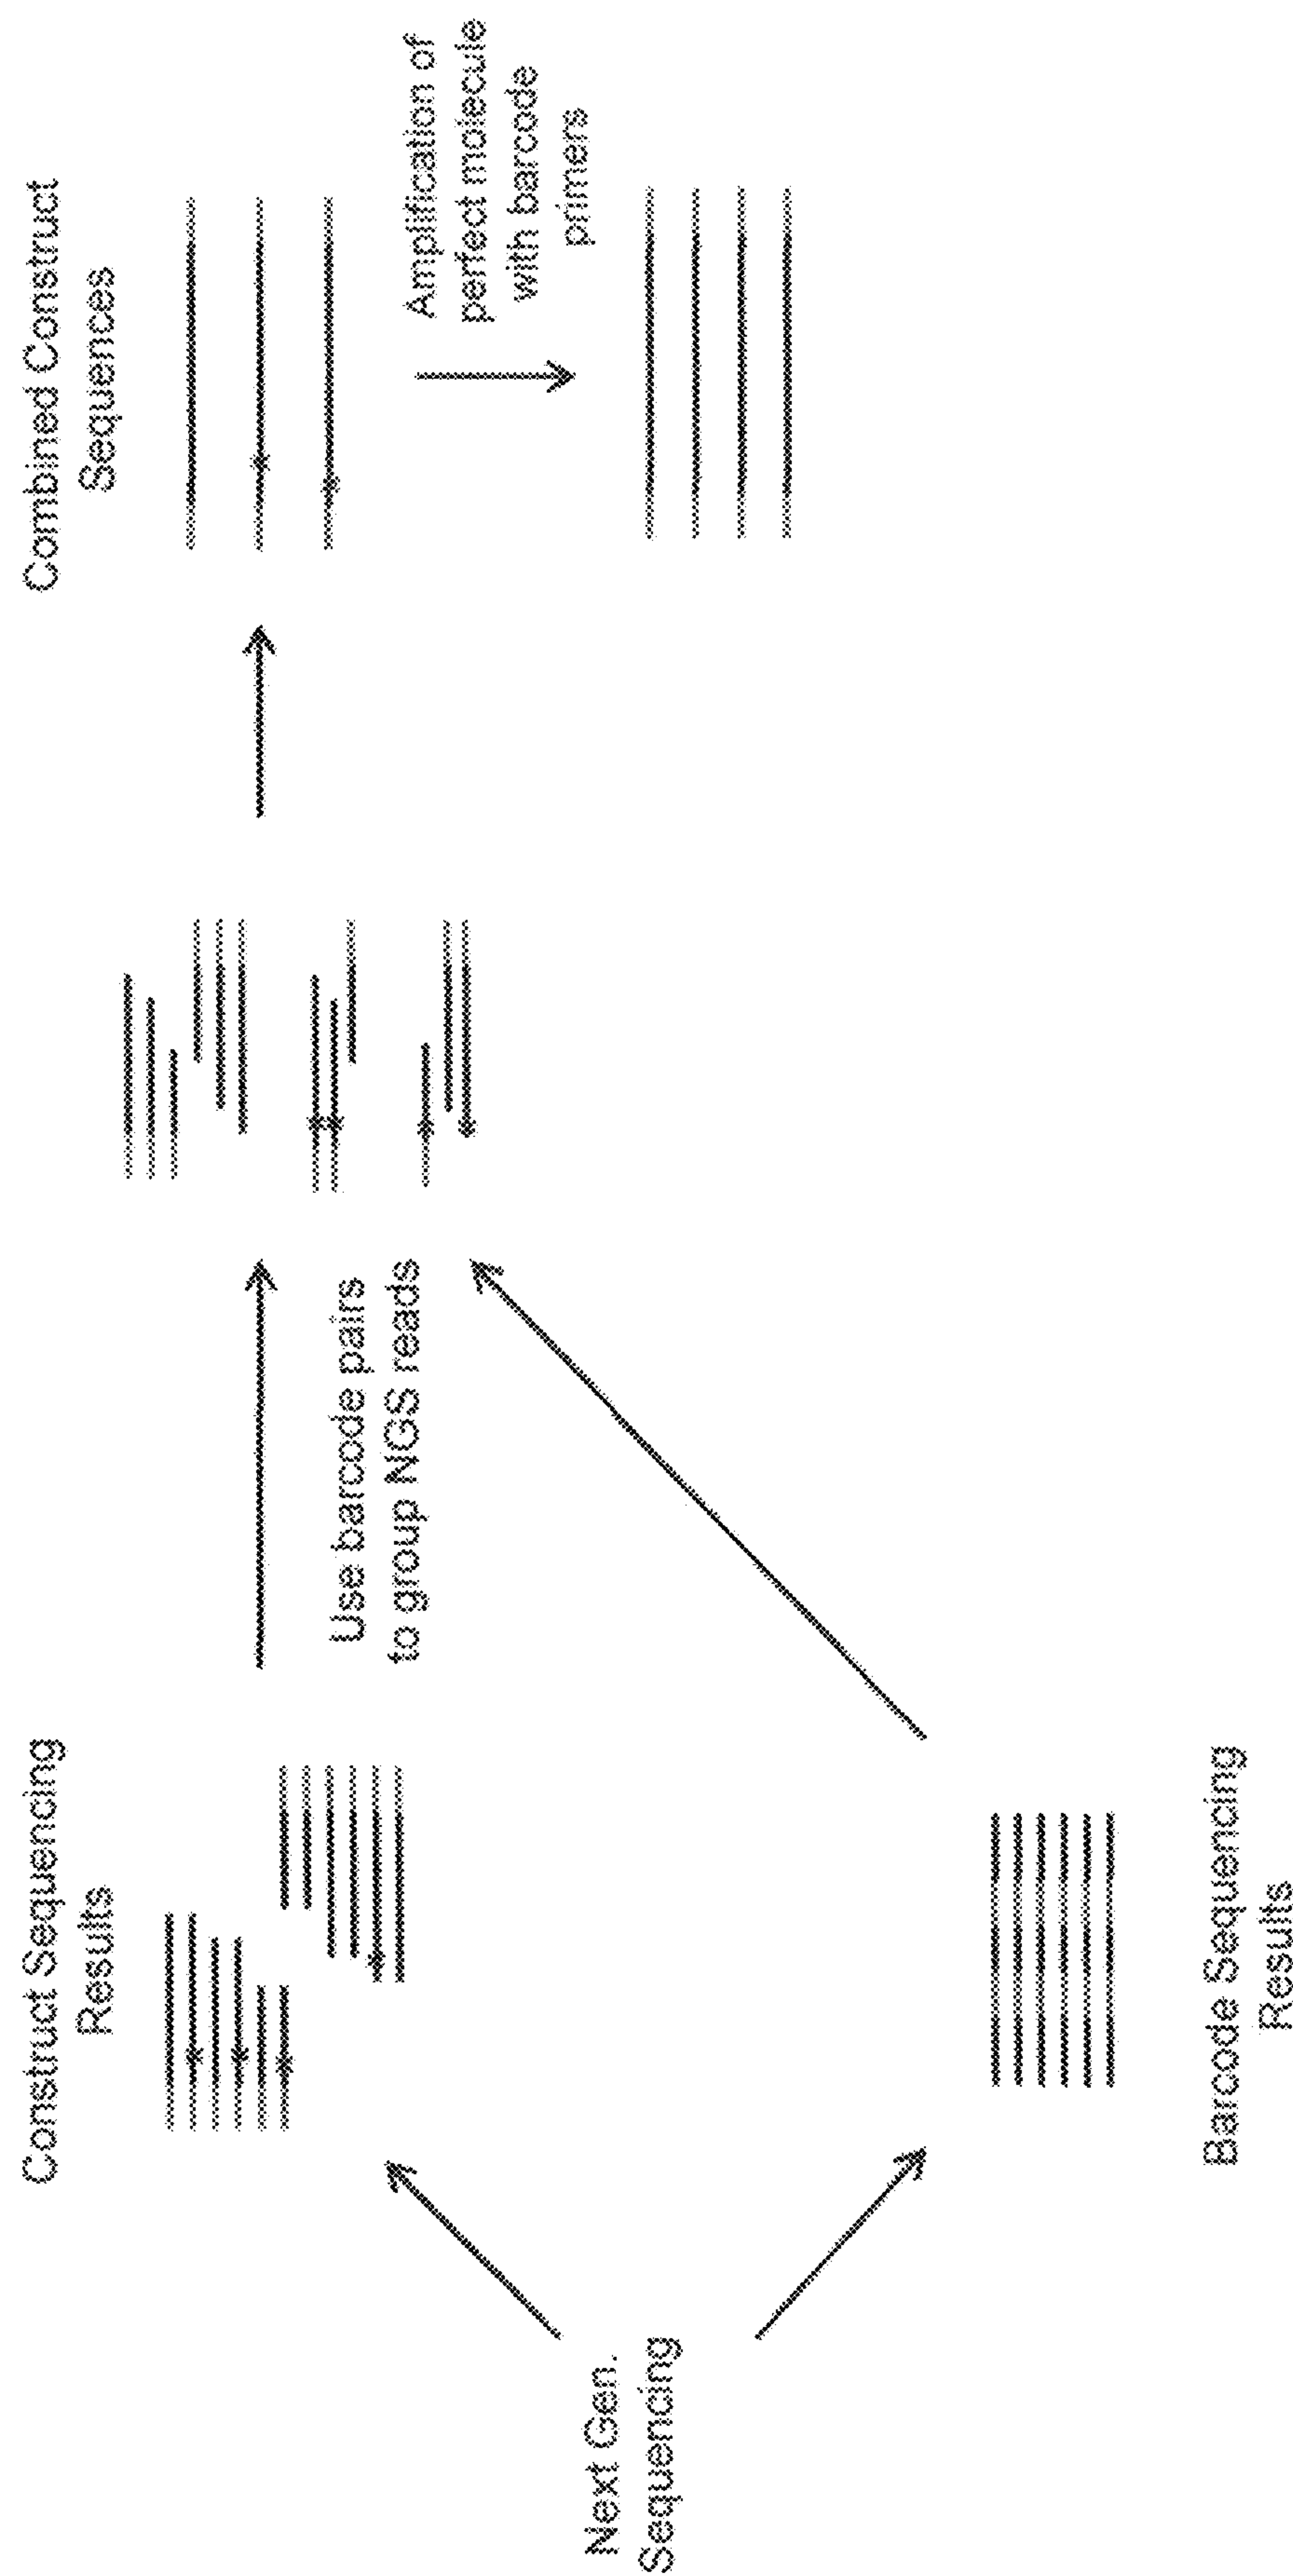 Next Gen.
Sequencing
Construct Sequencing
Results
Barcode Sequencing
Results
Use barcode pairs
to group NGS reads
Combined Construct
Sequences
Amplification of
perfect molecule
with barcode
primers